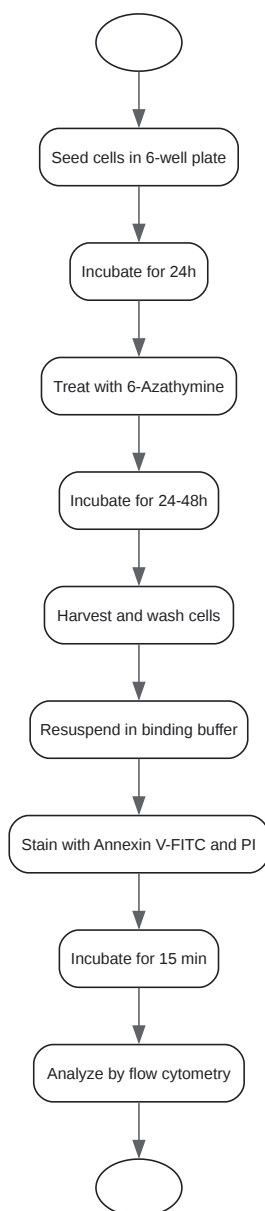 Seed cells in 6-well plate
Incubate for 24h
Treat with 6-Azathymine
Incubate for 24-48h
Harvest and wash cells
Resuspend in binding buffer
Stain with Annexin V-FITC and PI
Incubate for 15 min
Analyze by flow cytometry